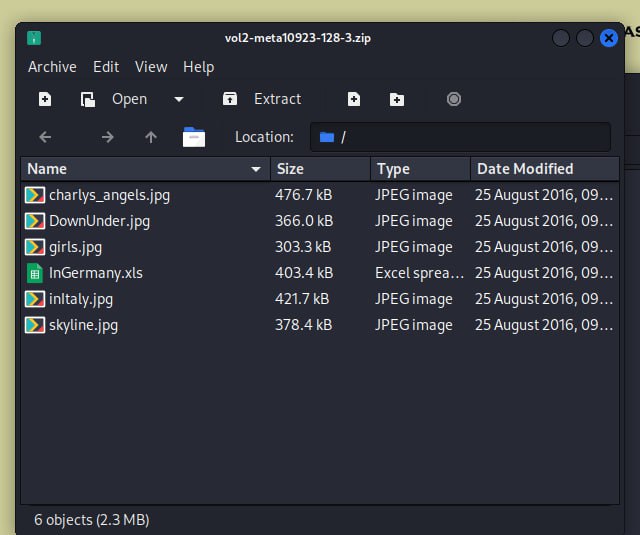 vol2-meta10923-128-3.zip
AS
Archive Edit View Help
Open Extract
Location: /
Name Size Type Date Modified
charlys_angels.jpg 476.7 kB JPEG image 25 August 2016, 09...
DownUnder.jpg 366.0 kB JPEG image 25 August 2016, 09...
girls.jpg 303.3 kB JPEG image 25 August 2016, 09...
InGermany.xls 403.4 kB Excel sprea... 25 August 2016, 09...
inItaly.jpg 421.7 kB JPEG image 25 August 2016, 09...
skyline.jpg 378.4 kB JPEG image 25 August 2016, 09...
6 objects (2.3 MB)